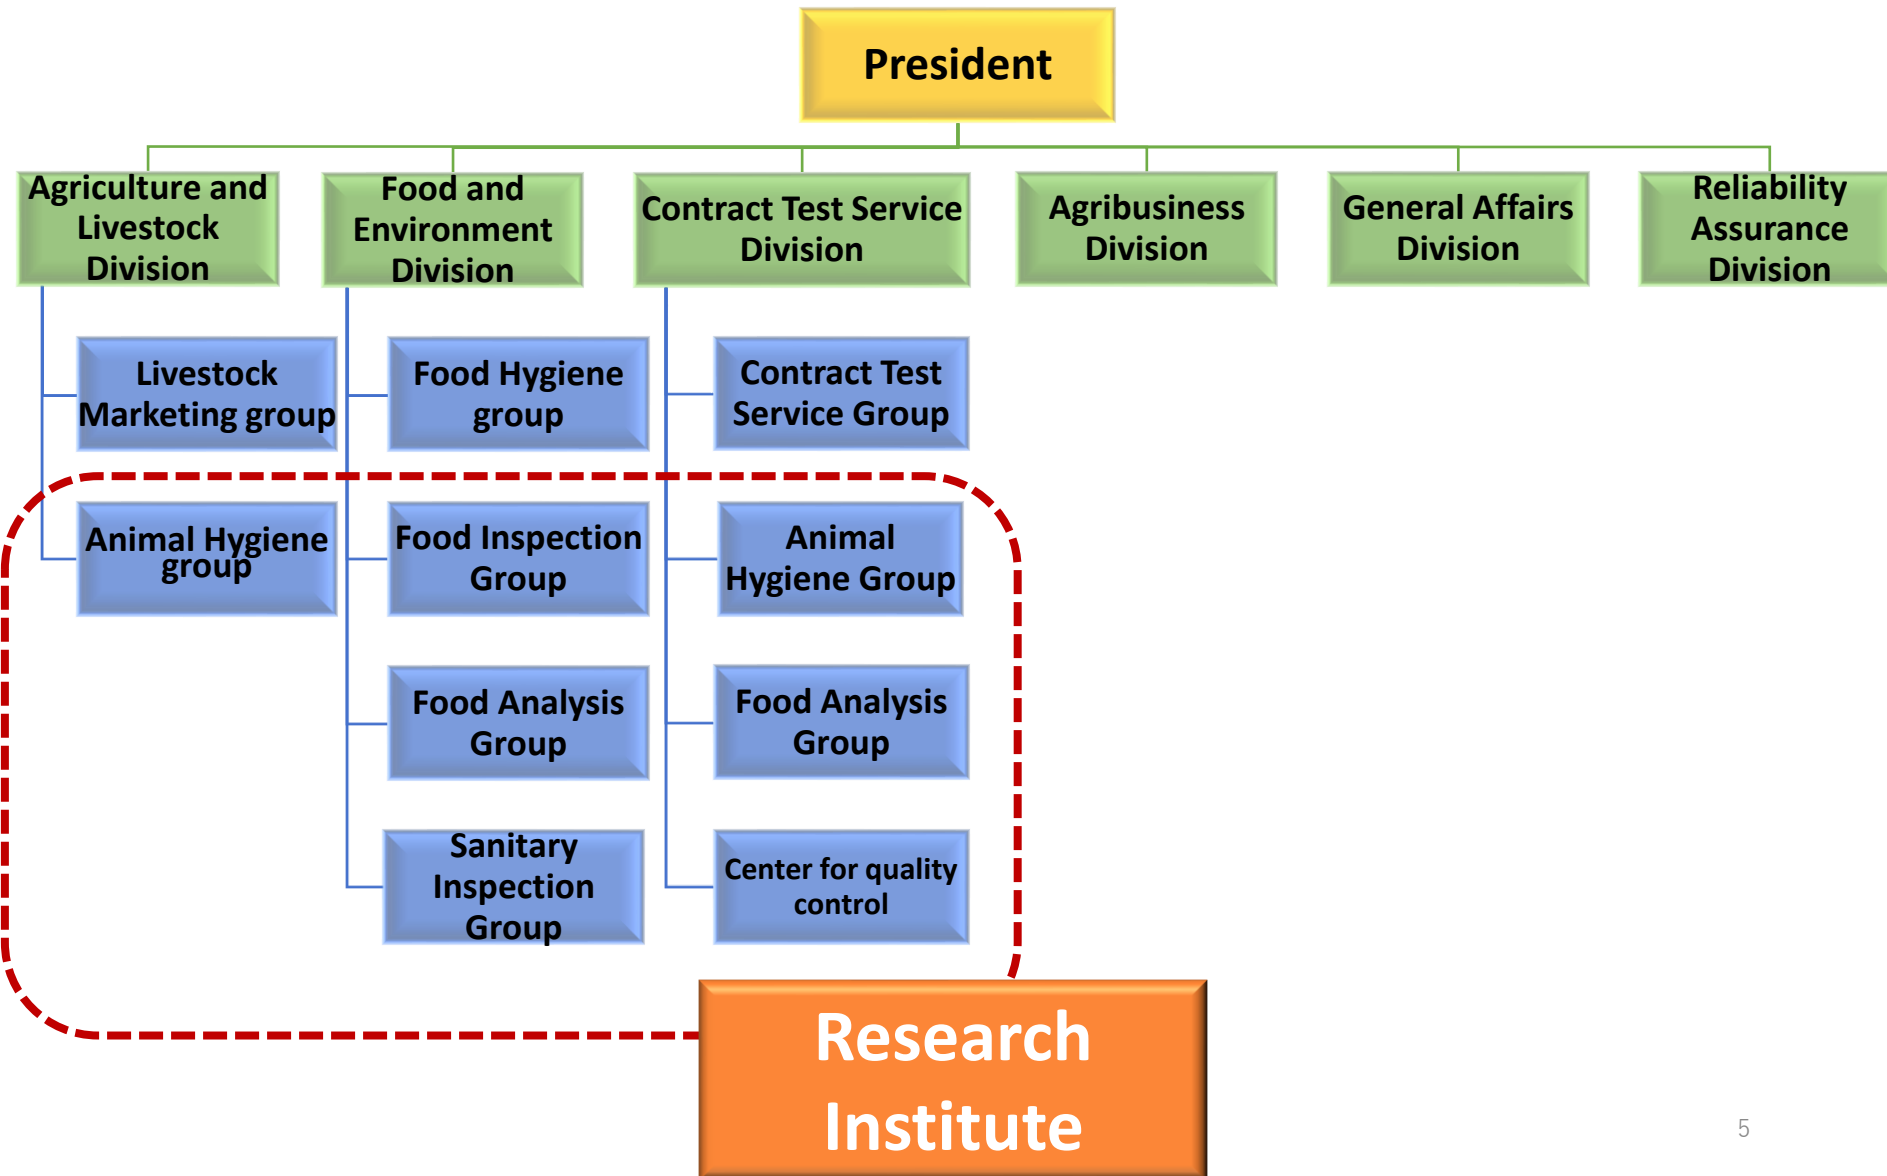 President
Agriculture and
Livestock
Division
Food and
Environment
Division
Contract Test Service
Division
Agribusiness
Division
General Affairs
Division
Reliability
Assurance
Division
Livestock
Marketing group
Food Hygiene
group
Contract Test
Service Group
Animal Hygiene
group
Food Inspection
Group
Animal
Hygiene Group
Food Analysis
Group
Food Analysis
Group
Sanitary
Inspection
Group
Center for quality
control
Research
Institute
5